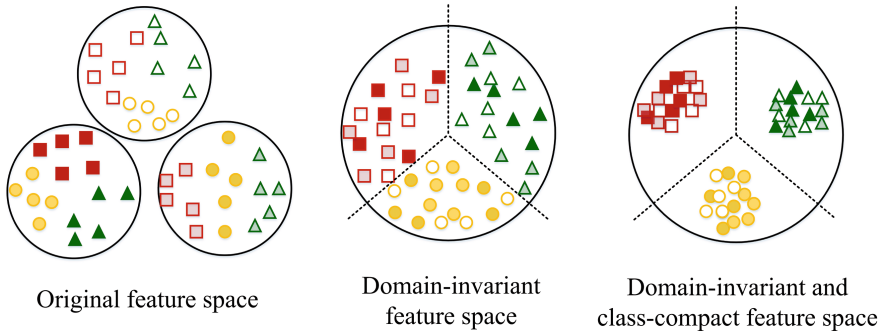 Original feature space
Domain-invariant
feature space
Domain-invariant and
class-compact feature space